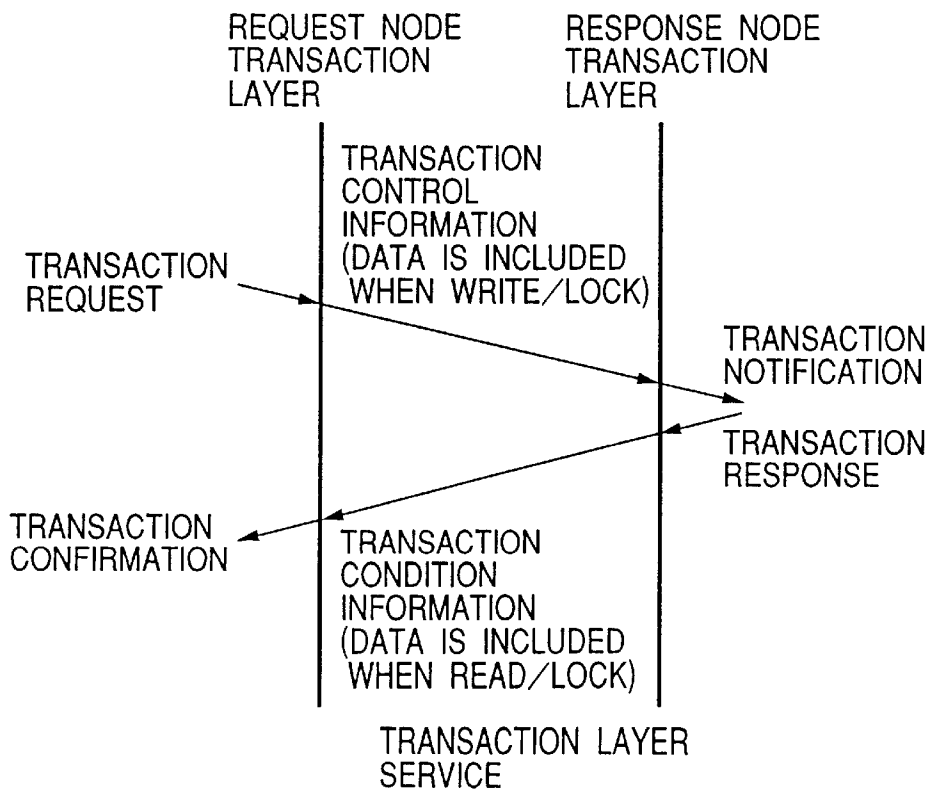 REQUEST NODE
TRANSACTION
LAYER
RESPONSE NODE
TRANSACTION
LAYER
TRANSACTION
CONTROL
INFORMATION
(DATA IS INCLUDED
WHEN WRITE/LOCK)
TRANSACTION
REQUEST
TRANSACTION
NOTIFICATION
TRANSACTION
RESPONSE
TRANSACTION
CONFIRMATION
TRANSACTION
CONDITION
INFORMATION
(DATA IS INCLUDED
WHEN READ/LOCK)
TRANSACTION LAYER
SERVICE